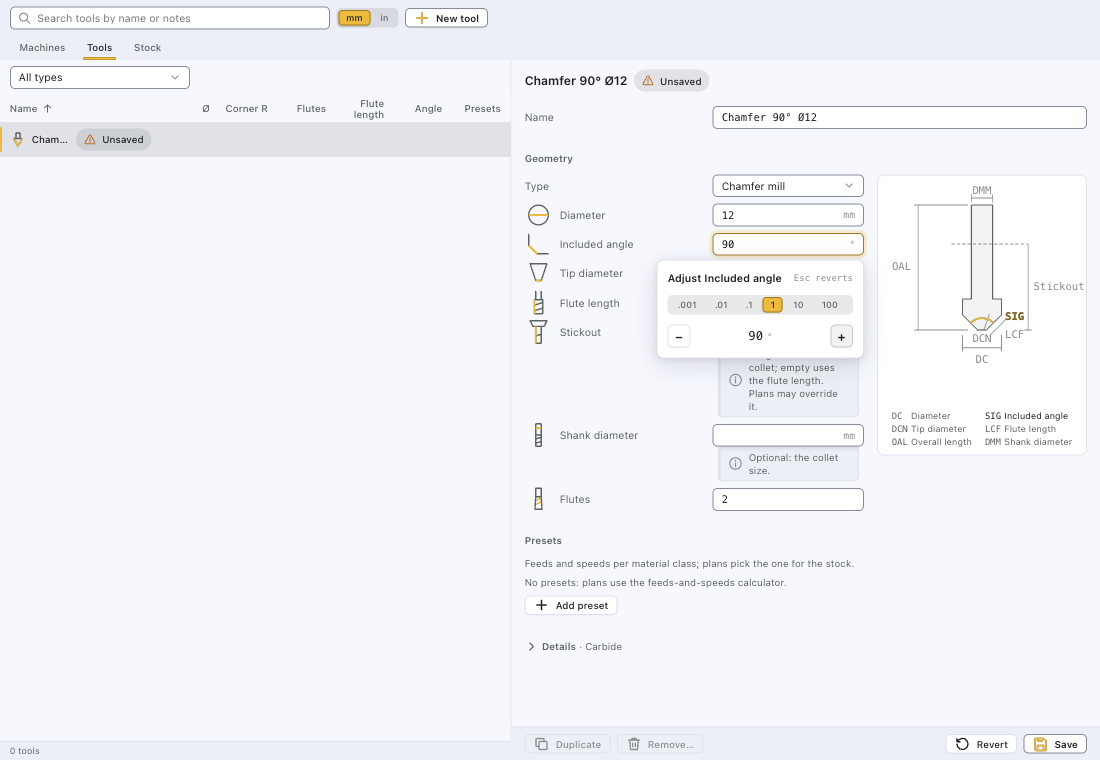 Search tools by name or notes
mm
in
New tool
Machines
Tools
Stock
All types
Name
Ø
Corner R
Flutes
Flute
length
Angle
Presets
Cham...
Unsaved
0 tools
Chamfer 90° Ø12
Unsaved
Name
Chamfer 90° Ø12
Geometry
Type
Chamfer mill
Diameter
12
mm
Included angle
90
°
Tip diameter
Flute length
Stickout
Adjust Included angle
Esc reverts
.001
.01
.1
1
10
100
−
90 °
+
collet; empty uses
the flute length.
Plans may override
it.
Shank diameter
mm
Optional: the collet
size.
Flutes
2
DMM
OAL
Stickout
SIG
LCF
DCN
DC
DC Diameter
SIG Included angle
DCN Tip diameter
LCF Flute length
OAL Overall length
DMM Shank diameter
Presets
Feeds and speeds per material class; plans pick the one for the stock.
No presets: plans use the feeds-and-speeds calculator.
Add preset
Details · Carbide
Duplicate
Remove...
Revert
Save